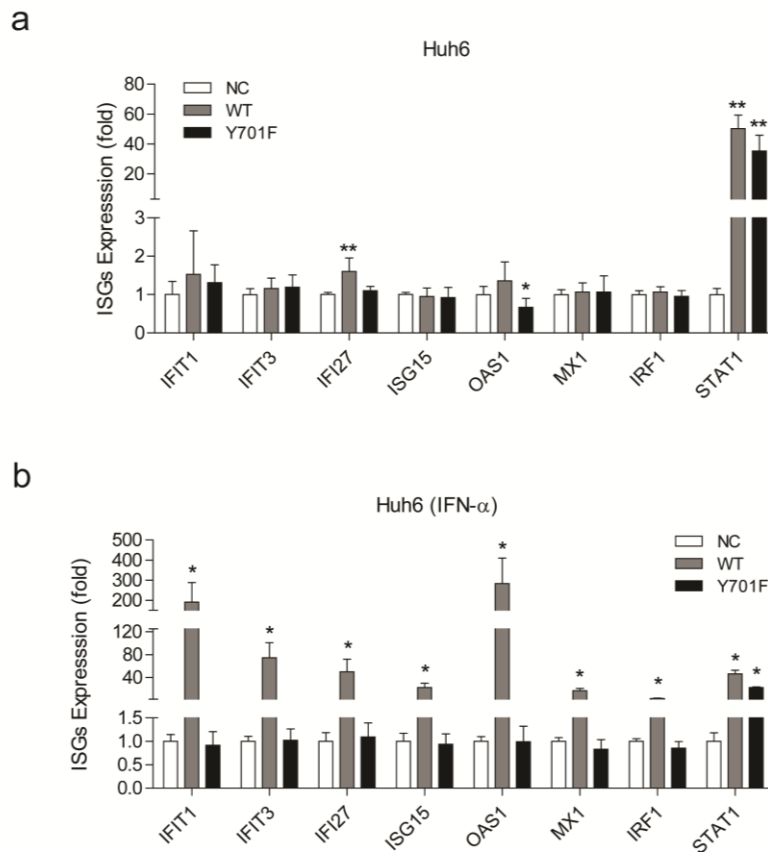 a
Huh6
NC
WT
Y701F
ISGs Expresssion (fold)
80
60
40
20
3
2
1
0
**
*
**
**
IFIT1
IFIT3
IFI27
ISG15
OAS1
MX1
IRF1
STAT1
b
Huh6 (IFN-α)
NC
WT
Y701F
ISGs Expresssion (fold)
500
400
300
200
120
80
40
1.5
1.0
0.5
0.0
*
*
*
*
*
*
*
*
*
IFIT1
IFIT3
IFI27
ISG15
OAS1
MX1
IRF1
STAT1